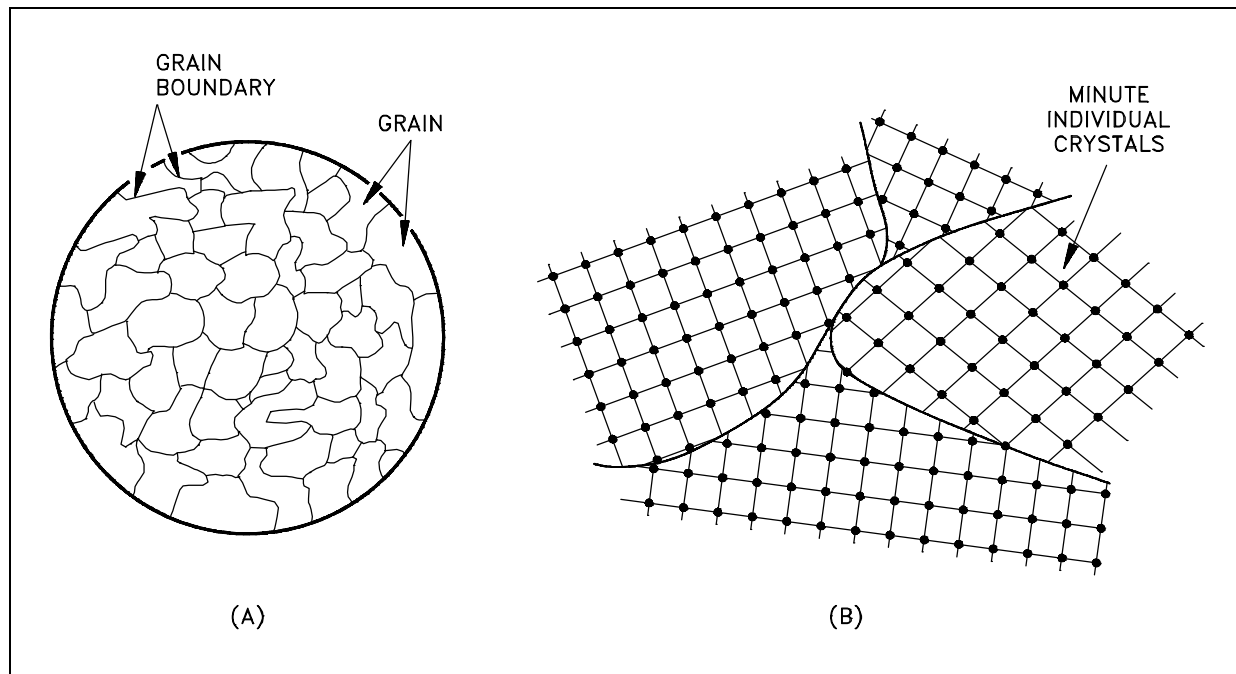 GRAIN
BOUNDARY
GRAIN
MINUTE
INDIVIDUAL
CRYSTALS
(A)
(B)